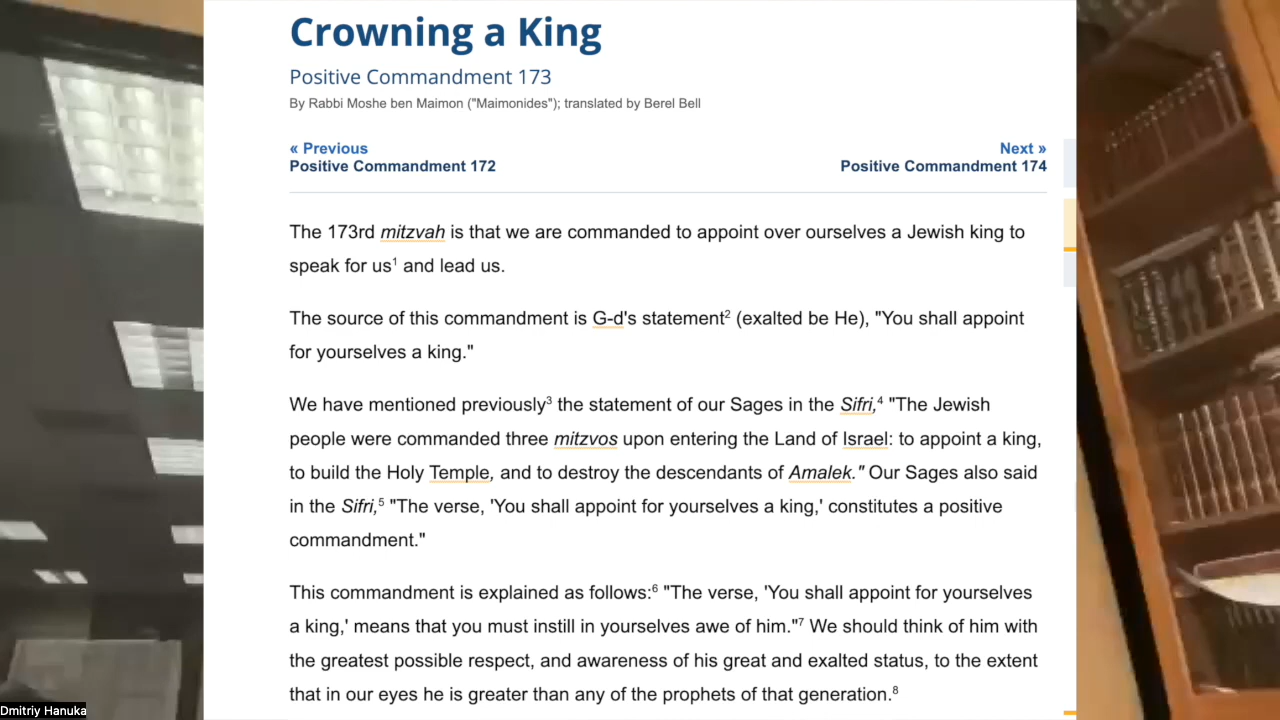 Crowning a King
Positive Commandment 173
By Rabbi Moshe ben Maimon ("Maimonides"); translated by Berel Bell
« Previous
Positive Commandment 172
Next »
Positive Commandment 174
The 173rd mitzvah is that we are commanded to appoint over ourselves a Jewish king to
speak for us¹ and lead us.
The source of this commandment is G-d's statement² (exalted be He), "You shall appoint
for yourselves a king."
We have mentioned previously³ the statement of our Sages in the Sifri,⁴ "The Jewish
people were commanded three mitzvos upon entering the Land of Israel: to appoint a king,
to build the Holy Temple, and to destroy the descendants of Amalek." Our Sages also said
in the Sifri,⁵ "The verse, 'You shall appoint for yourselves a king,' constitutes a positive
commandment."
This commandment is explained as follows:⁶ "The verse, 'You shall appoint for yourselves
a king,' means that you must instill in yourselves awe of him."⁷ We should think of him with
the greatest possible respect, and awareness of his great and exalted status, to the extent
that in our eyes he is greater than any of the prophets of that generation.⁸
Dmitriy Hanuka